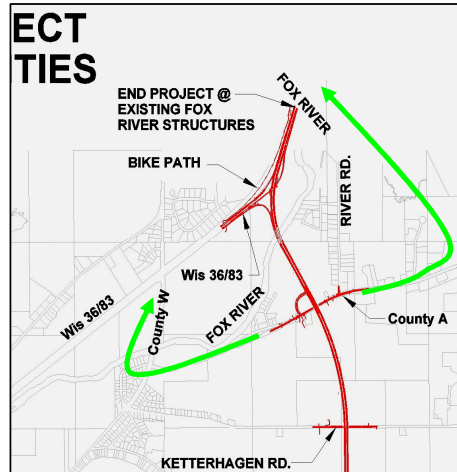 ECT
TIES
END PROJECT @
EXISTING FOX
RIVER STRUCTURES
FOX RIVER
BIKE PATH
RIVER RD.
Wis 36/83
Wis 36/83
County W
FOX RIVER
County A
KETTERHAGEN RD.